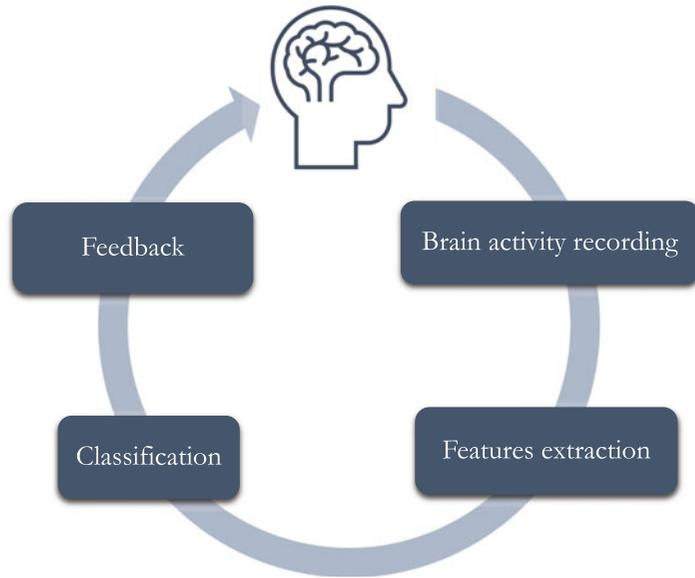 Feedback
Brain activity recording
Classification
Features extraction